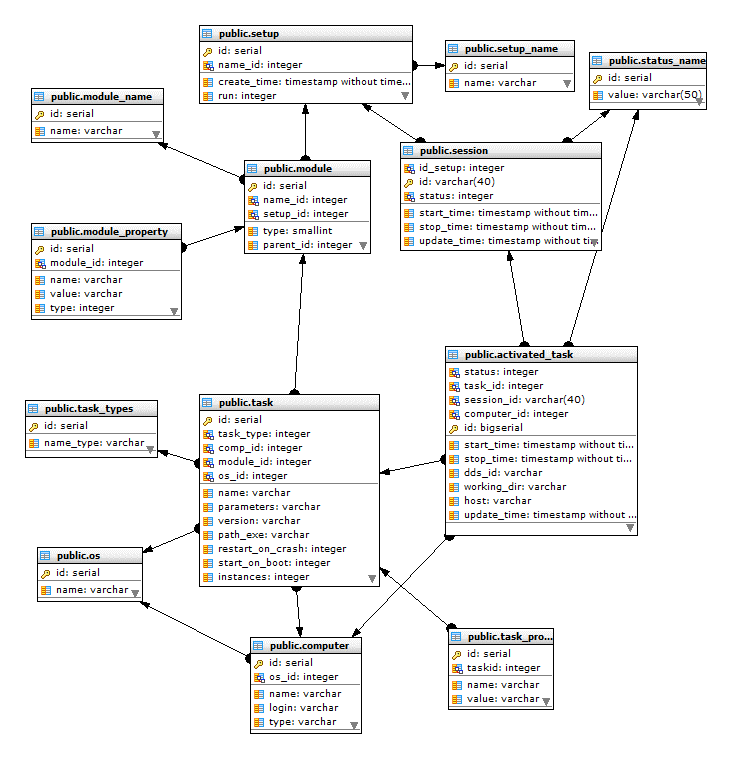 public.setup
id: serial
name_id: integer
create_time: timestamp without time...
run: integer
public.setup_name
id: serial
name: varchar
public.status_name
id: serial
value: varchar(50)
public.module_name
id: serial
name: varchar
public.module
id: serial
name_id: integer
setup_id: integer
type: smallint
parent_id: integer
public.session
id_setup: integer
id: varchar(40)
status: integer
start_time: timestamp without tim...
stop_time: timestamp without tim...
update_time: timestamp without ti...
public.module_property
id: serial
module_id: integer
name: varchar
value: varchar
type: integer
public.activated_task
status: integer
task_id: integer
session_id: varchar(40)
computer_id: integer
id: bigserial
start_time: timestamp without ti...
stop_time: timestamp without ti...
dds_id: varchar
working_dir: varchar
host: varchar
update_time: timestamp without ...
public.task_types
id: serial
name_type: varchar
public.task
id: serial
task_type: integer
comp_id: integer
module_id: integer
os_id: integer
name: varchar
parameters: varchar
version: varchar
path_exe: varchar
restart_on_crash: integer
start_on_boot: integer
instances: integer
public.os
id: serial
name: varchar
public.computer
id: serial
os_id: integer
name: varchar
login: varchar
type: varchar
public.task_pro...
id: serial
taskid: integer
name: varchar
value: varchar